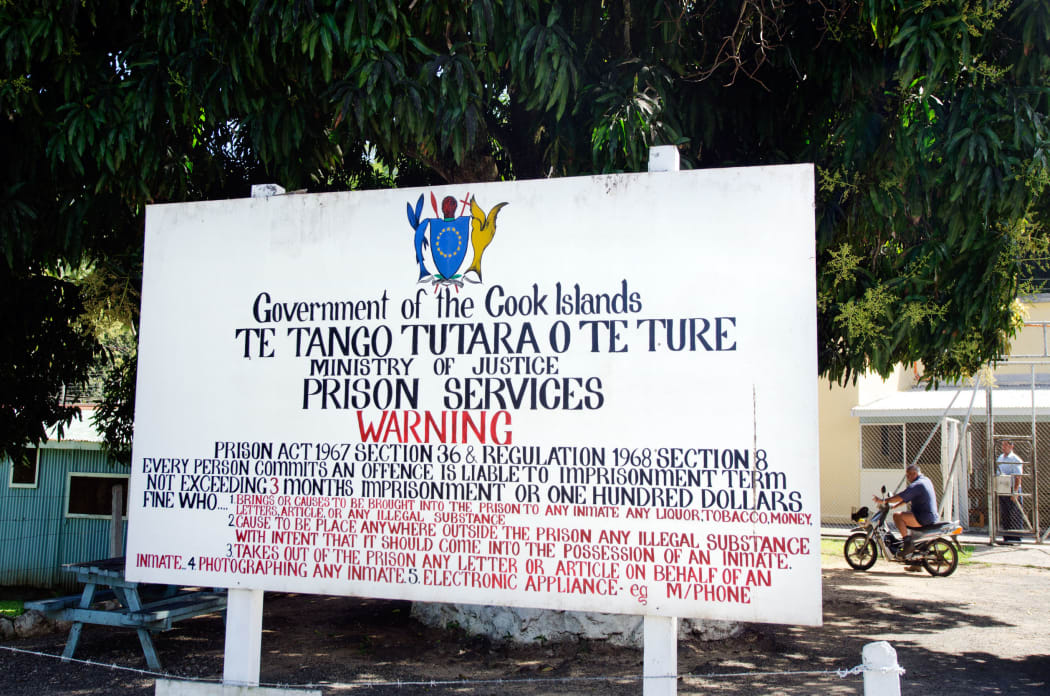 Government of the Cook Islands
TE TANGO TUTARA O TE TURE
MINISTRY OF JUSTICE
PRISON SERVICES
WARNING
PRISON ACT 1967 SECTION 36 & REGULATION 1968 SECTION 8
EVERY PERSON COMMITS AN OFFENCE IS LIABLE TO IMPRISONMENT TERM
NOT EXCEEDING 3 MONTHS IMPRISONMENT OR ONE HUNDRED DOLLARS
FINE WHO.... 1. BRINGS OR CAUSES TO BE BROUGHT INTO THE PRISON TO ANY INMATE ANY LIQUOR, TOBACCO, MONEY,
LETTERS, ARTICLE OR ANY ILLEGAL SUBSTANCE
2. CAUSE TO BE PLACE ANYWHERE OUTSIDE THE PRISON ANY ILLEGAL SUBSTANCE
WITH INTENT THAT IT SHOULD COME INTO THE POSSESSION OF AN INMATE.
3. TAKES OUT OF THE PRISON ANY LETTER OR ARTICLE ON BEHALF OF AN
INMATE... 4 PHOTOGRAPHING ANY INMATE. 5. ELECTRONIC APPLIANCE - eg M/PHONE